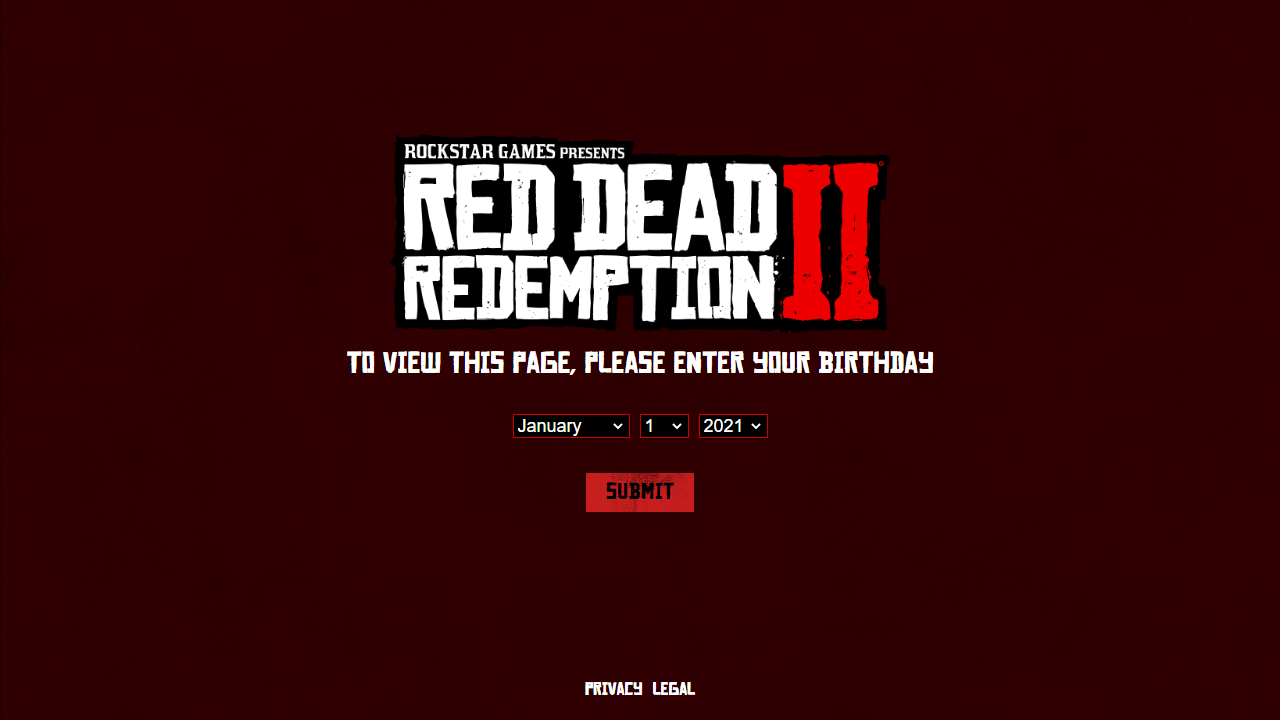 ROCKSTAR GAMES PRESENTS
RED DEAD
REDEMPTION II
TO VIEW THIS PAGE, PLEASE ENTER YOUR BIRTHDAY
January 1 2021
SUBMIT
PRIVACY LEGAL